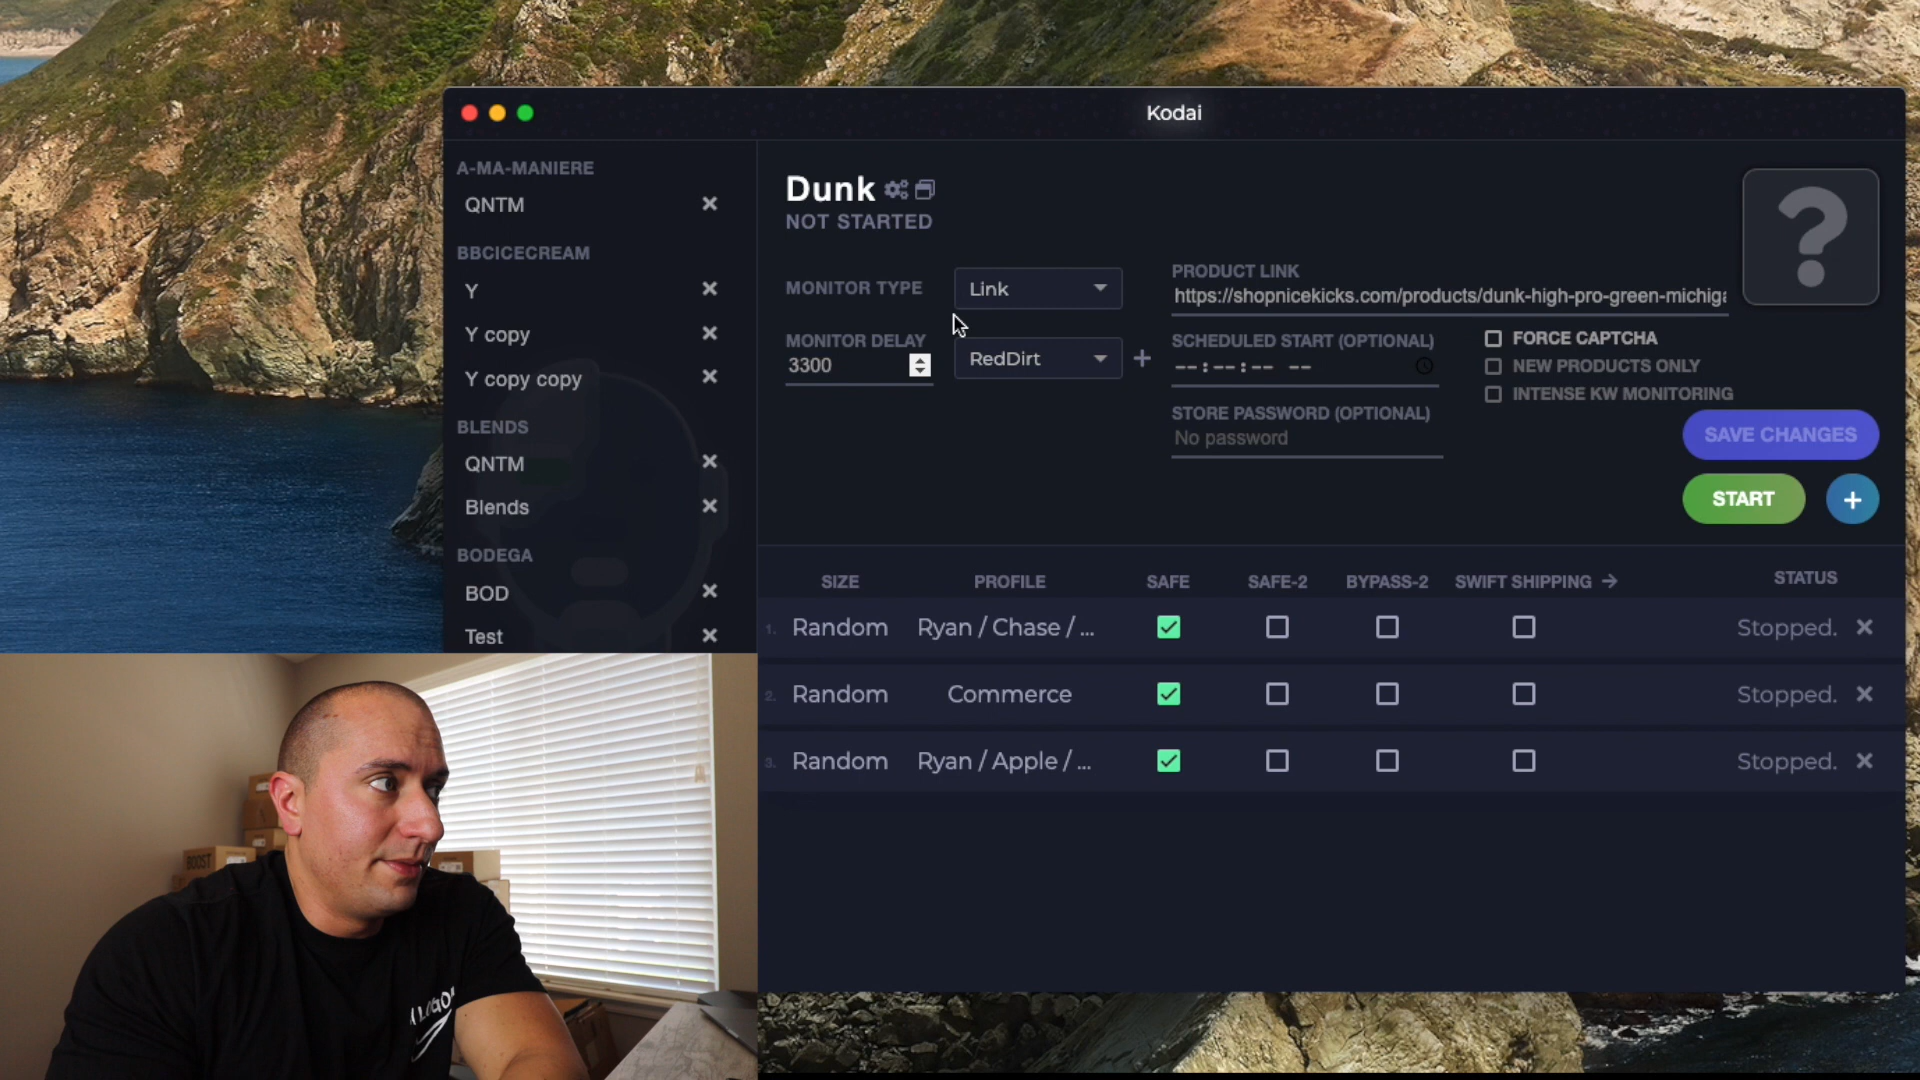 Kodai
A-MA-MANIERE
QNTM
BBCICECREAM
Y
Y copy
Y copy copy
BLENDS
QNTM
Blends
BODEGA
BOD
Test
Dunk
NOT STARTED
MONITOR TYPE
Link
PRODUCT LINK
https://shopnicekicks.com/products/dunk-high-pro-green-michiga
MONITOR DELAY
3300
RedDirt
SCHEDULED START (OPTIONAL)
--:--:-- --
FORCE CAPTCHA
NEW PRODUCTS ONLY
INTENSE KW MONITORING
STORE PASSWORD (OPTIONAL)
No password
SAVE CHANGES
START
SIZE PROFILE SAFE SAFE-2 BYPASS-2 SWIFT SHIPPING → STATUS
1. Random Ryan / Chase / ... Stopped.
2. Random Commerce Stopped.
3. Random Ryan / Apple / ... Stopped.
BOOST